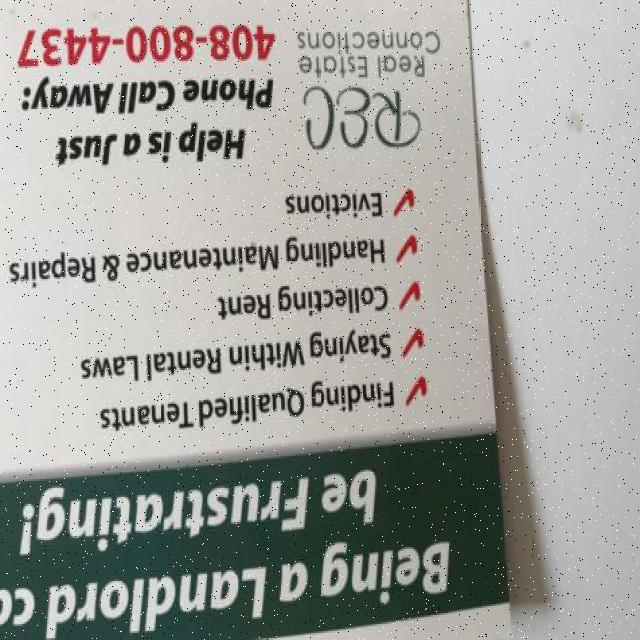 Being a Landlord
be Frustrating!
✓ Finding Qualified Tenants
✓ Staying Within Rental Laws
✓ Collecting Rent
✓ Handling Maintenance & Repairs
✓ Evictions
REC
Real Estate
Connections
Help is a Just
Phone Call Away:
408-800-4437